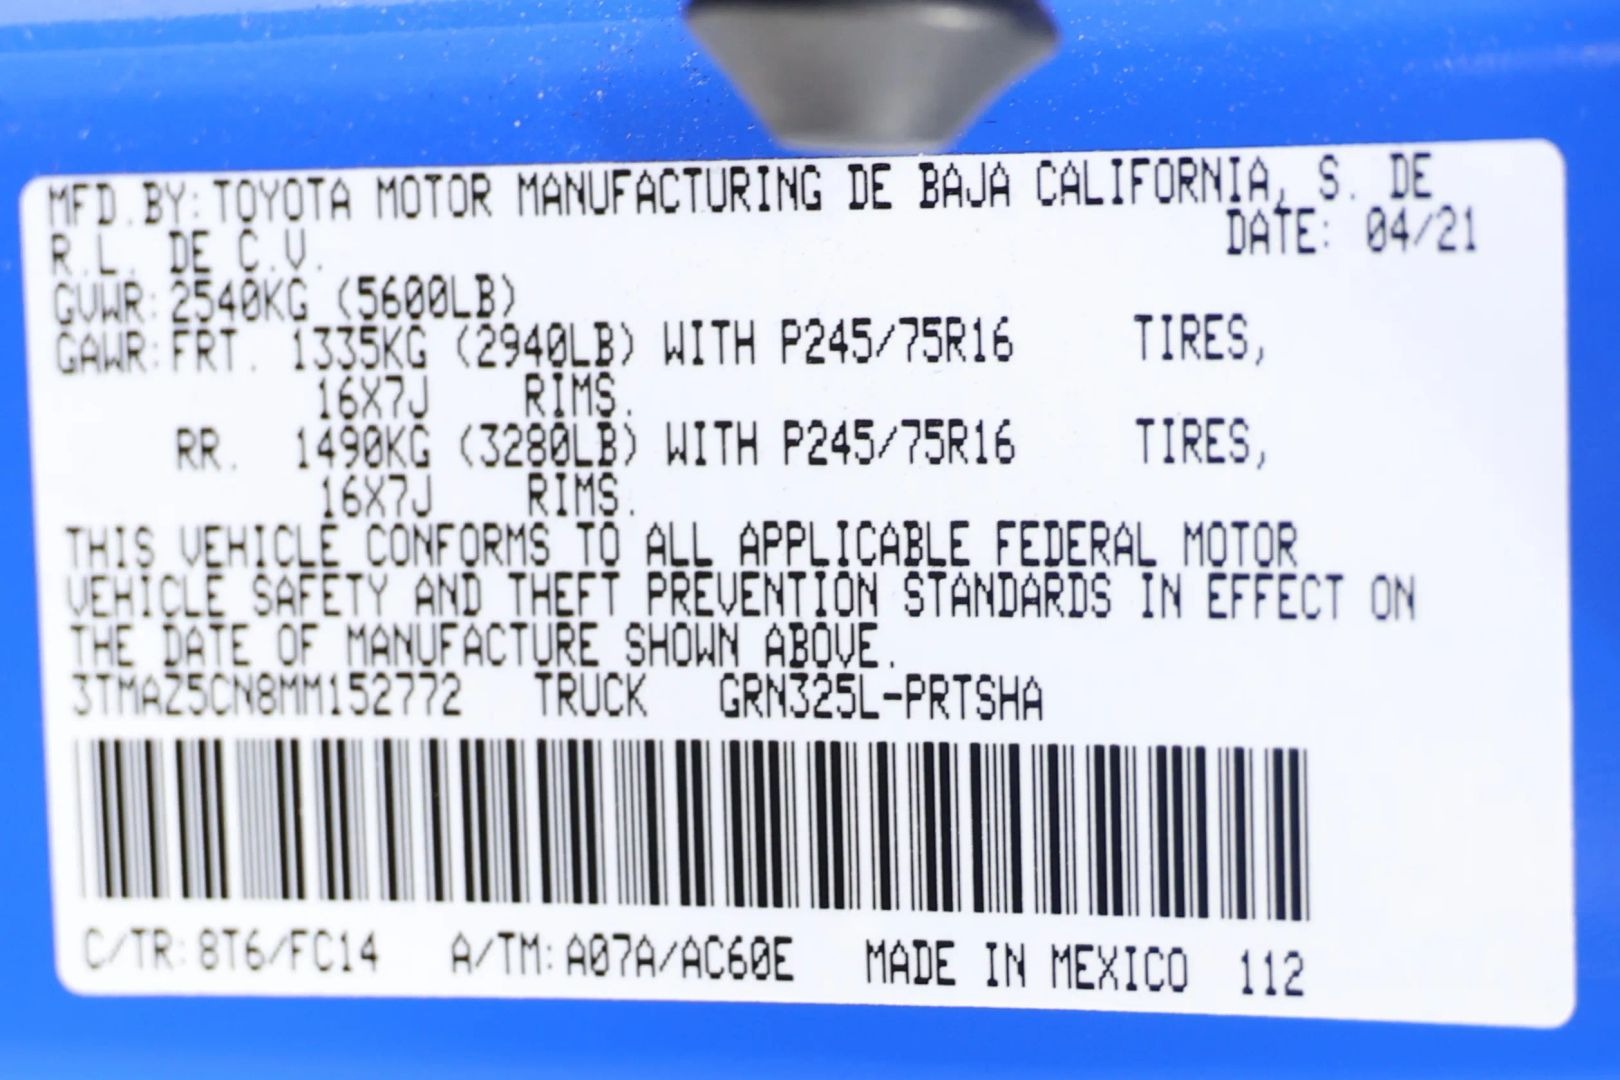 MFD.BY:TOYOTA MOTOR MANUFACTURING DE BAJA CALIFORNIA, S. DE
R.L. DE C.V. DATE: 04/21
GVWR:2540KG (5600LB)
GAWR:FRT. 1335KG (2940LB) WITH P245/75R16 TIRES,
16X7J RIMS.
RR. 1490KG (3280LB) WITH P245/75R16 TIRES,
16X7J RIMS.
THIS VEHICLE CONFORMS TO ALL APPLICABLE FEDERAL MOTOR
VEHICLE SAFETY AND THEFT PREVENTION STANDARDS IN EFFECT ON
THE DATE OF MANUFACTURE SHOWN ABOVE.
3TMAZ5CN8MM152772 TRUCK GRN325L-PRTSHA
C/TR:8T6/FC14 A/TM:A07A/AC60E MADE IN MEXICO 112